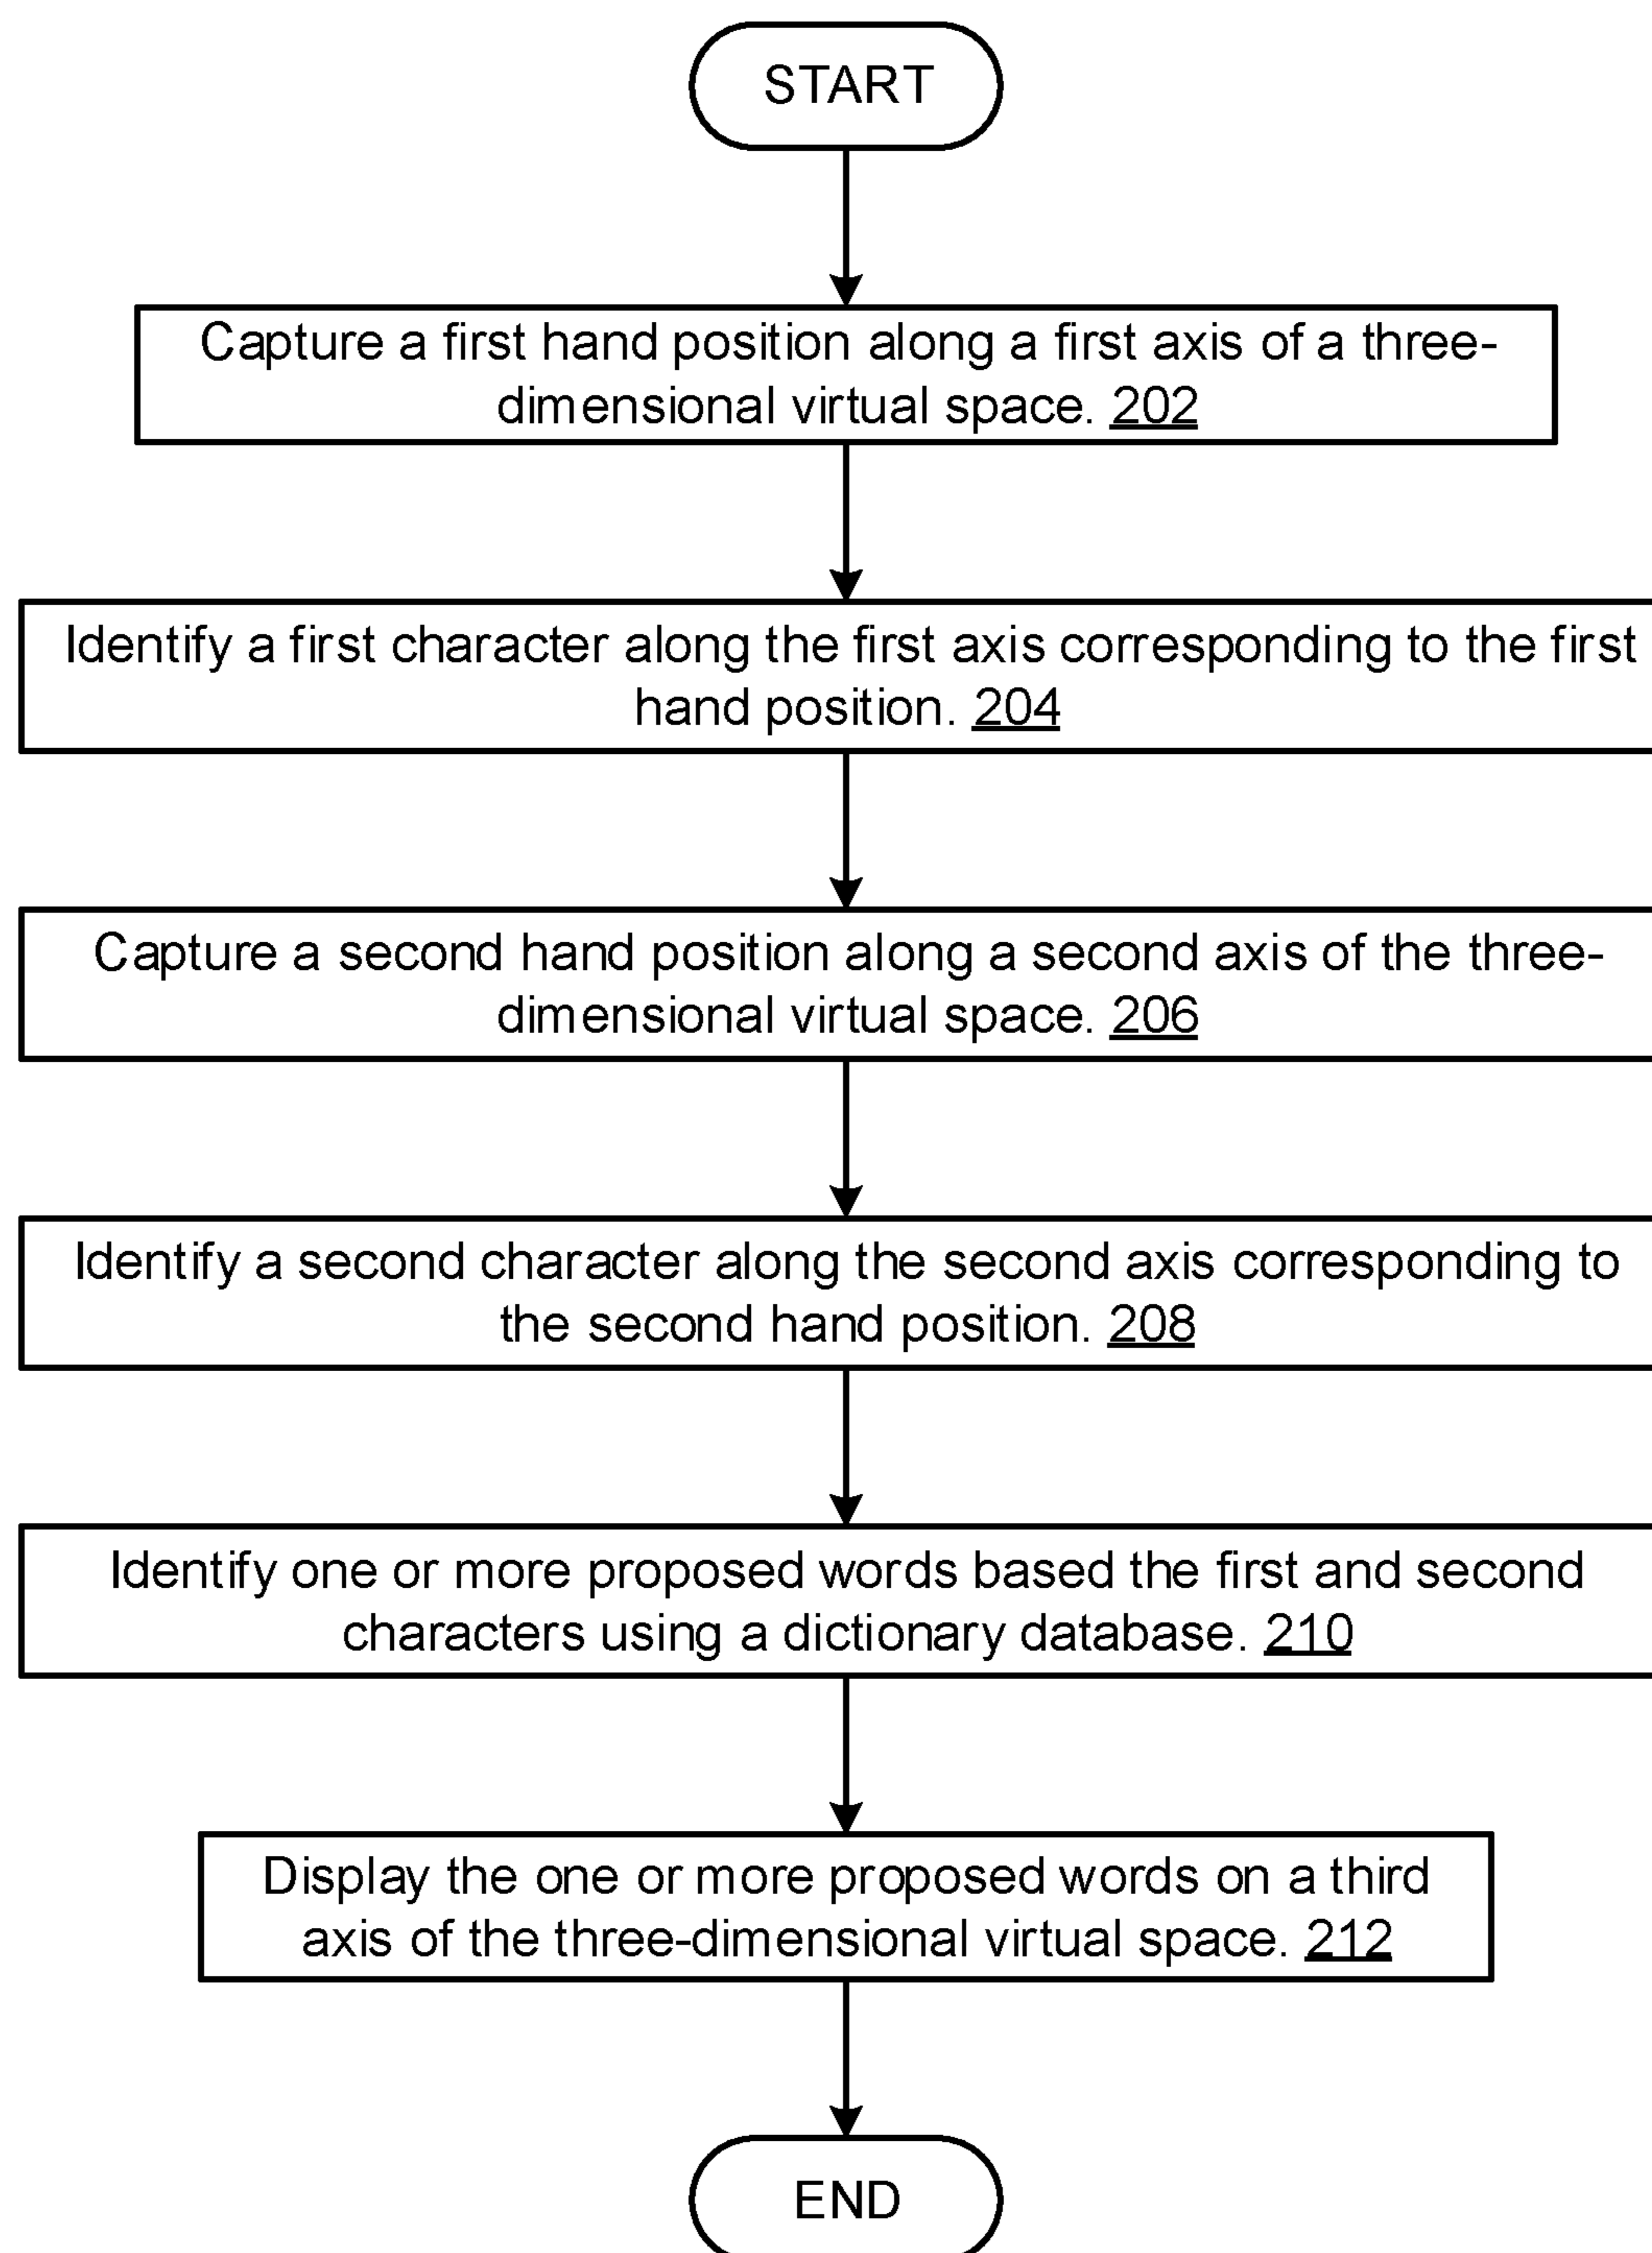 START
Capture a first hand position along a first axis of a three-
dimensional virtual space. 202
Identify a first character along the first axis corresponding to the first
hand position. 204
Capture a second hand position along a second axis of the three-
dimensional virtual space. 206
Identify a second character along the second axis corresponding to
the second hand position. 208
Identify one or more proposed words based the first and second
characters using a dictionary database. 210
Display the one or more proposed words on a third
axis of the three-dimensional virtual space. 212
END